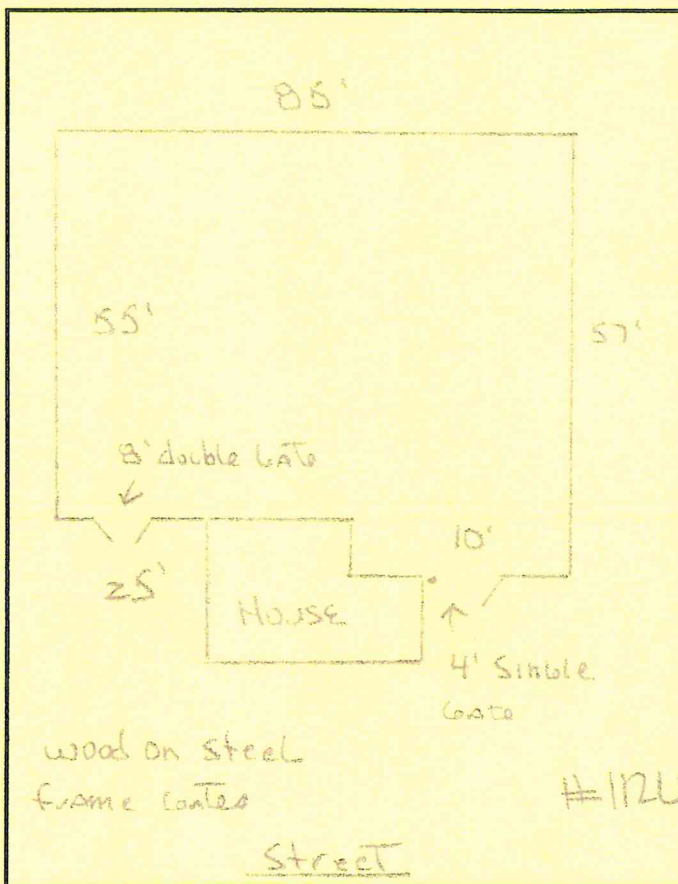 85'
55'
57'
8' double Gate
10'
25'
House
4' Single
Gate
wood on steel
frame Gates
Street